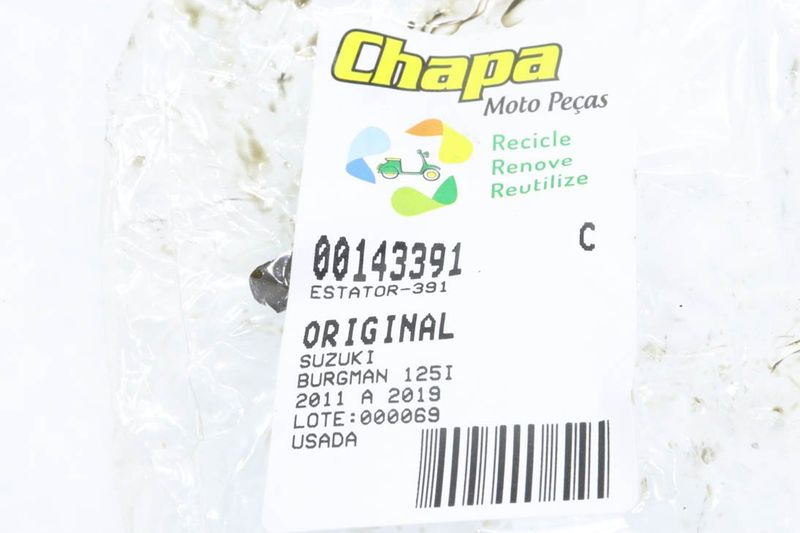 Chapa
Moto Peças
Recicle
Renove
Reutilize
00143391 C
ESTATOR-391
ORIGINAL
SUZUKI
BURGMAN 125I
2011 A 2019
LOTE:000069
USADA